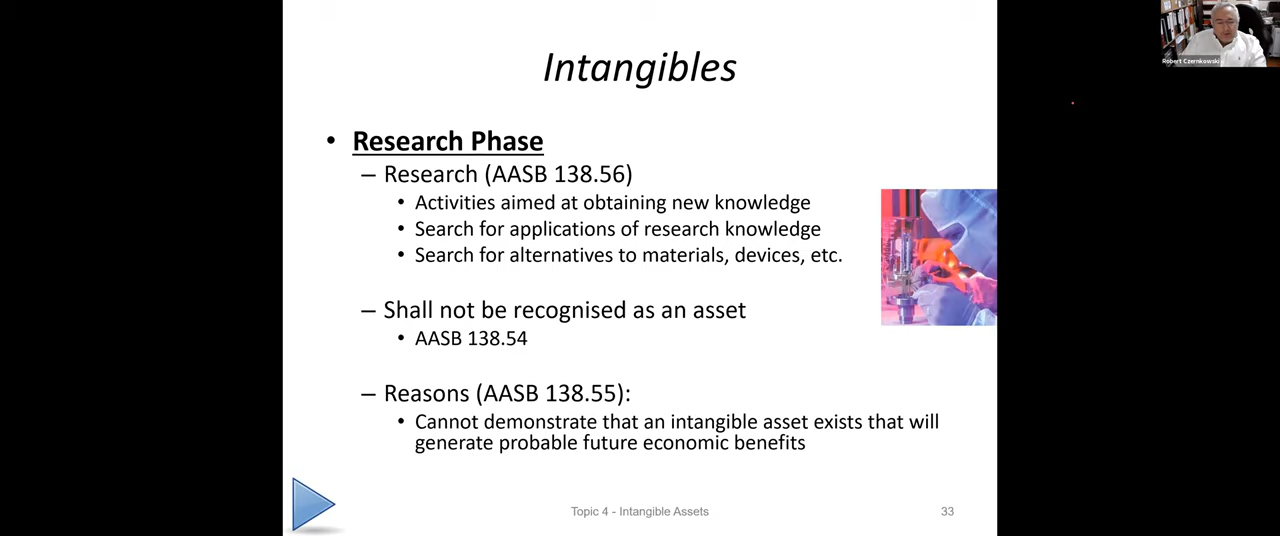 Intangibles
• Research Phase
– Research (AASB 138.56)
• Activities aimed at obtaining new knowledge
• Search for applications of research knowledge
• Search for alternatives to materials, devices, etc.
– Shall not be recognised as an asset
• AASB 138.54
– Reasons (AASB 138.55):
• Cannot demonstrate that an intangible asset exists that will
generate probable future economic benefits
Topic 4 - Intangible Assets
33
Robert Czernkowski